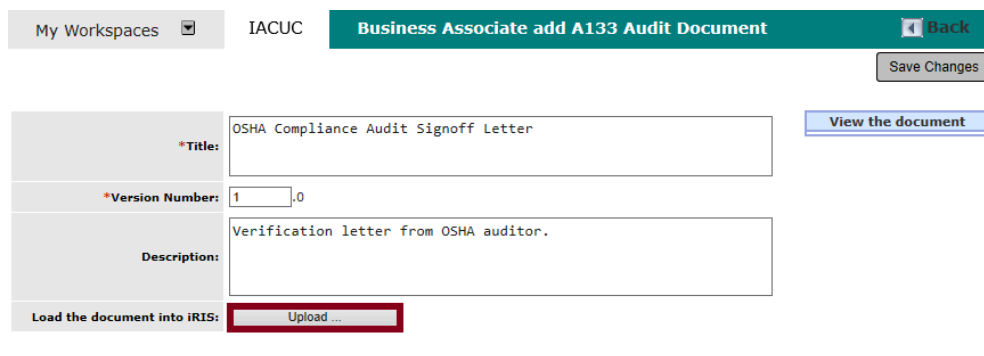 My Workspaces IACUC Business Associate add A133 Audit Document Back
Save Changes
*Title: OSHA Compliance Audit Signoff Letter View the document
*Version Number: 1 .0
Description: Verification letter from OSHA auditor.
Load the document into iRIS: Upload ...